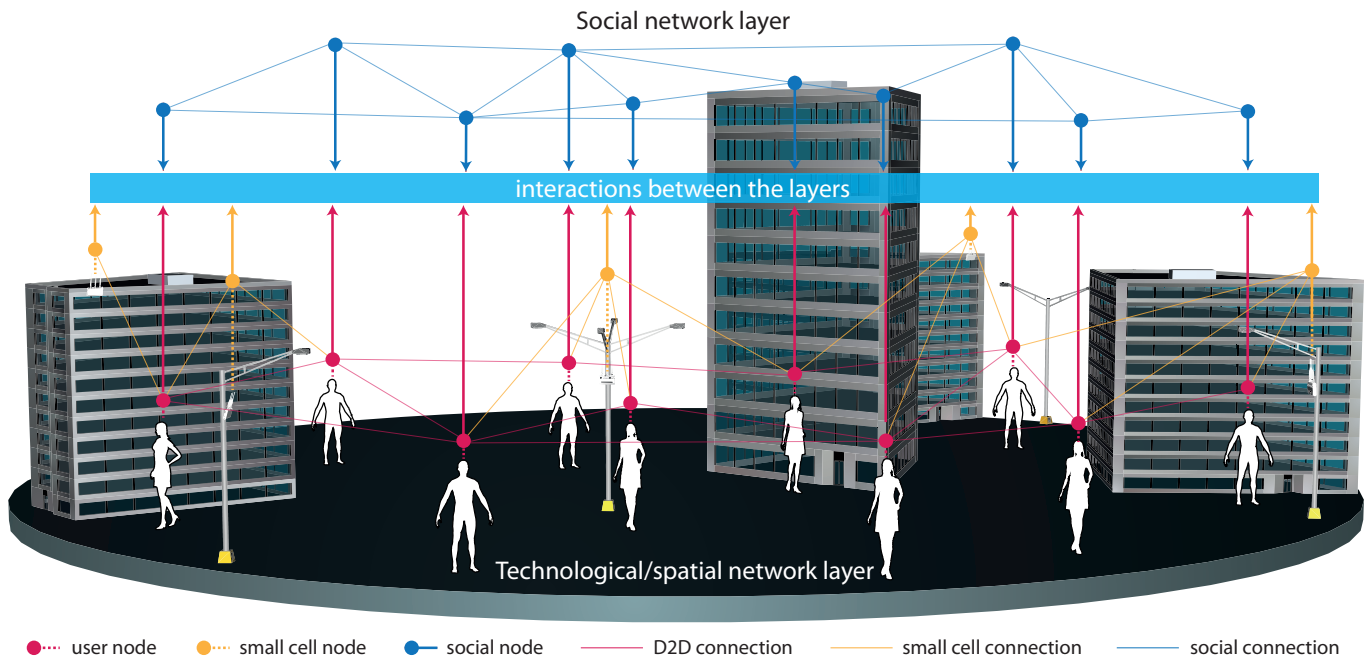 Social network layer
interactions between the layers
Technological/spatial network layer
user node
small cell node
social node
D2D connection
small cell connection
social connection